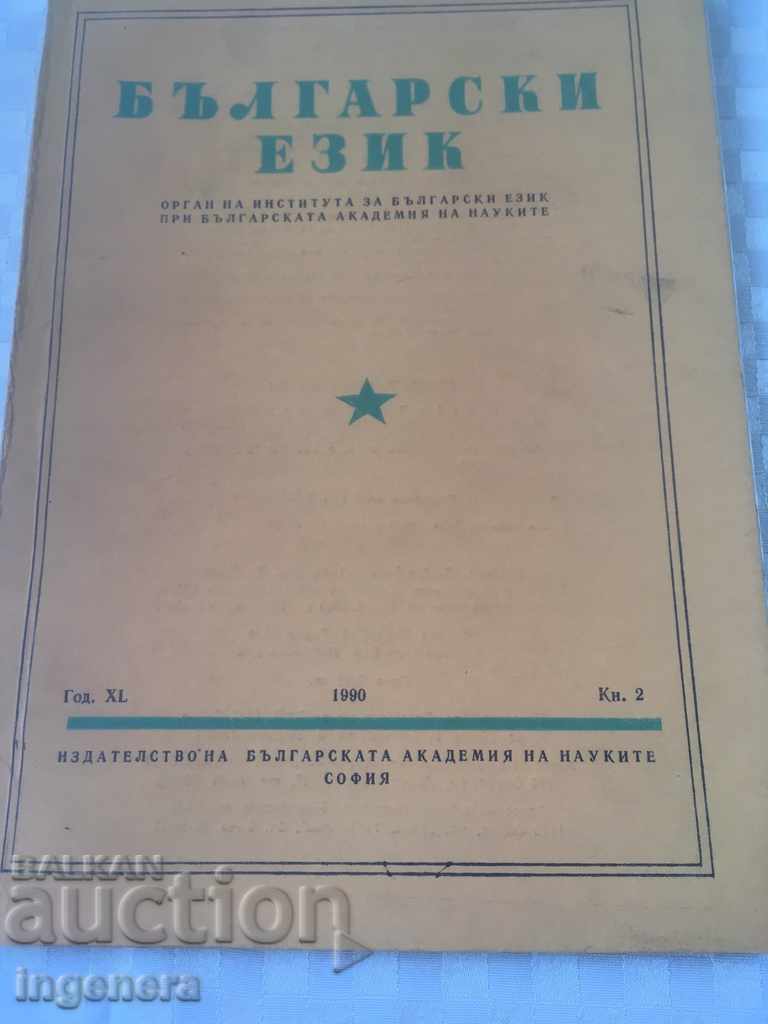 БЪЛГАРСКИ
ЕЗИК
ОРГАН НА ИНСТИТУТА ЗА БЪЛГАРСКИ ЕЗИК
ПРИ БЪЛГАРСКАТА АКАДЕМИЯ НА НАУКИТЕ
Год. XL 1990 Кн. 2
ИЗДАТЕЛСТВО НА БЪЛГАРСКАТА АКАДЕМИЯ НА НАУКИТЕ
СОФИЯ
BALKAN
auction
ingenera